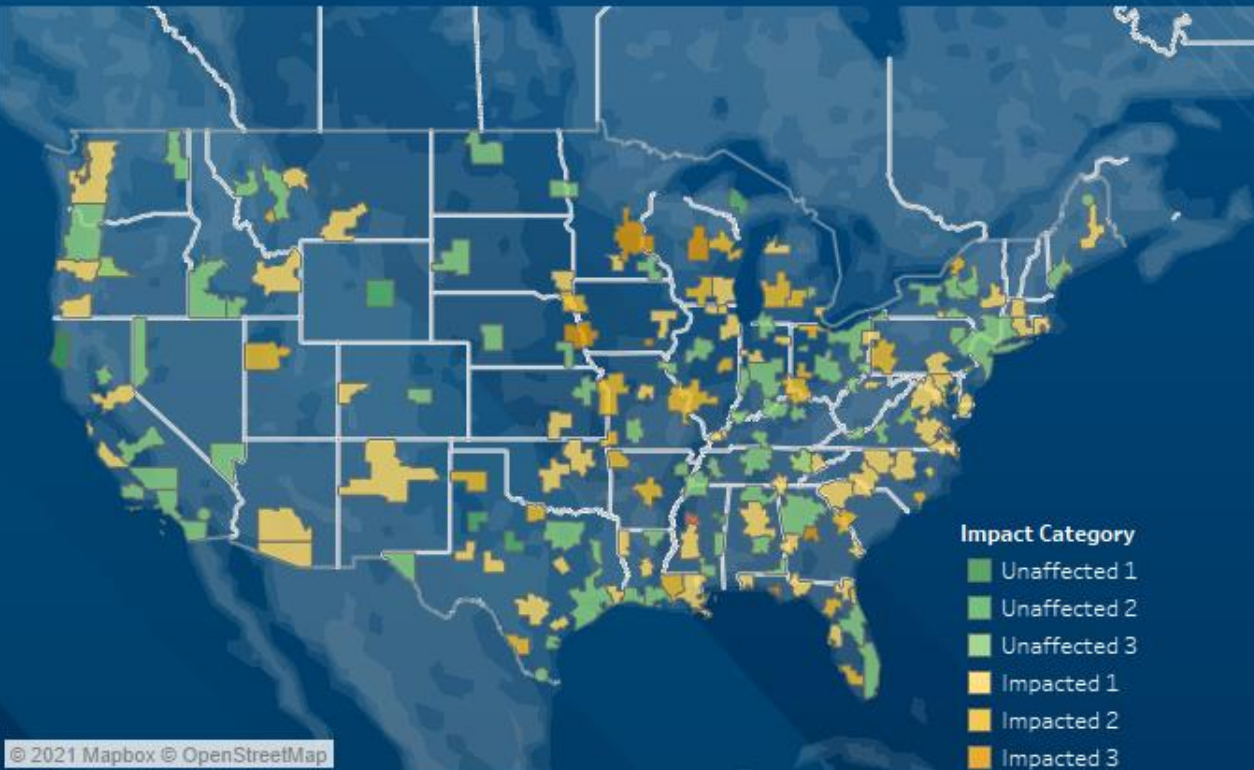 Impact Category
Unaffected 1
Unaffected 2
Unaffected 3
Impacted 1
Impacted 2
Impacted 3
© 2021 Mapbox © OpenStreetMap